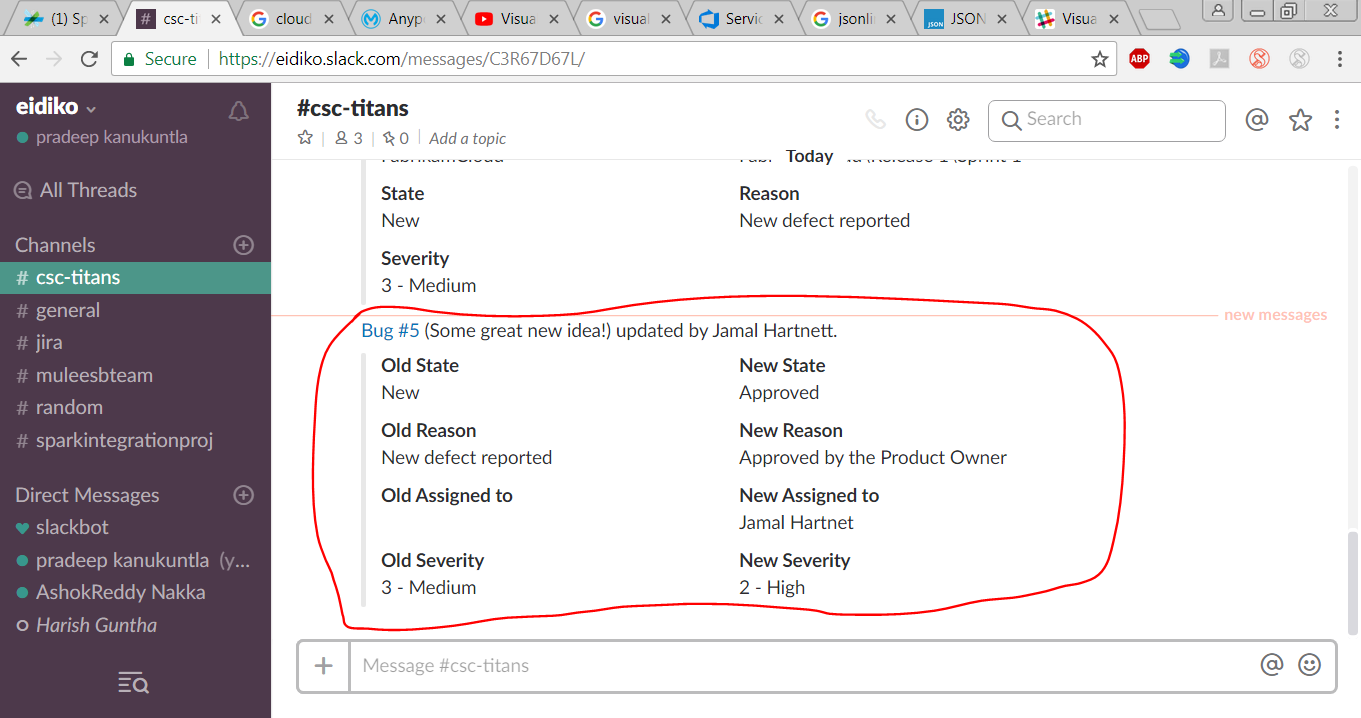 (1) Sp
csc-ti
cloud
Anyp
Visua
visual
Servic
jsonlin
JSON
Visua
Secure
https://eidiko.slack.com/messages/C3R67D67L/
ABP
eidiko
pradeep kanukuntla
All Threads
Channels
# csc-titans
# general
# jira
# muleesbteam
# random
# sparkintegrationproj
Direct Messages
slackbot
pradeep kanukuntla (y...
AshokReddy Nakka
Harish Guntha
#csc-titans
3
0
Add a topic
Search
Today
State
Reason
New
New defect reported
Severity
3 - Medium
new messages
Bug #5 (Some great new idea!) updated by Jamal Hartnett.
Old State
New State
New
Approved
Old Reason
New Reason
New defect reported
Approved by the Product Owner
Old Assigned to
New Assigned to
Jamal Hartnet
Old Severity
New Severity
3 - Medium
2 - High
Message #csc-titans